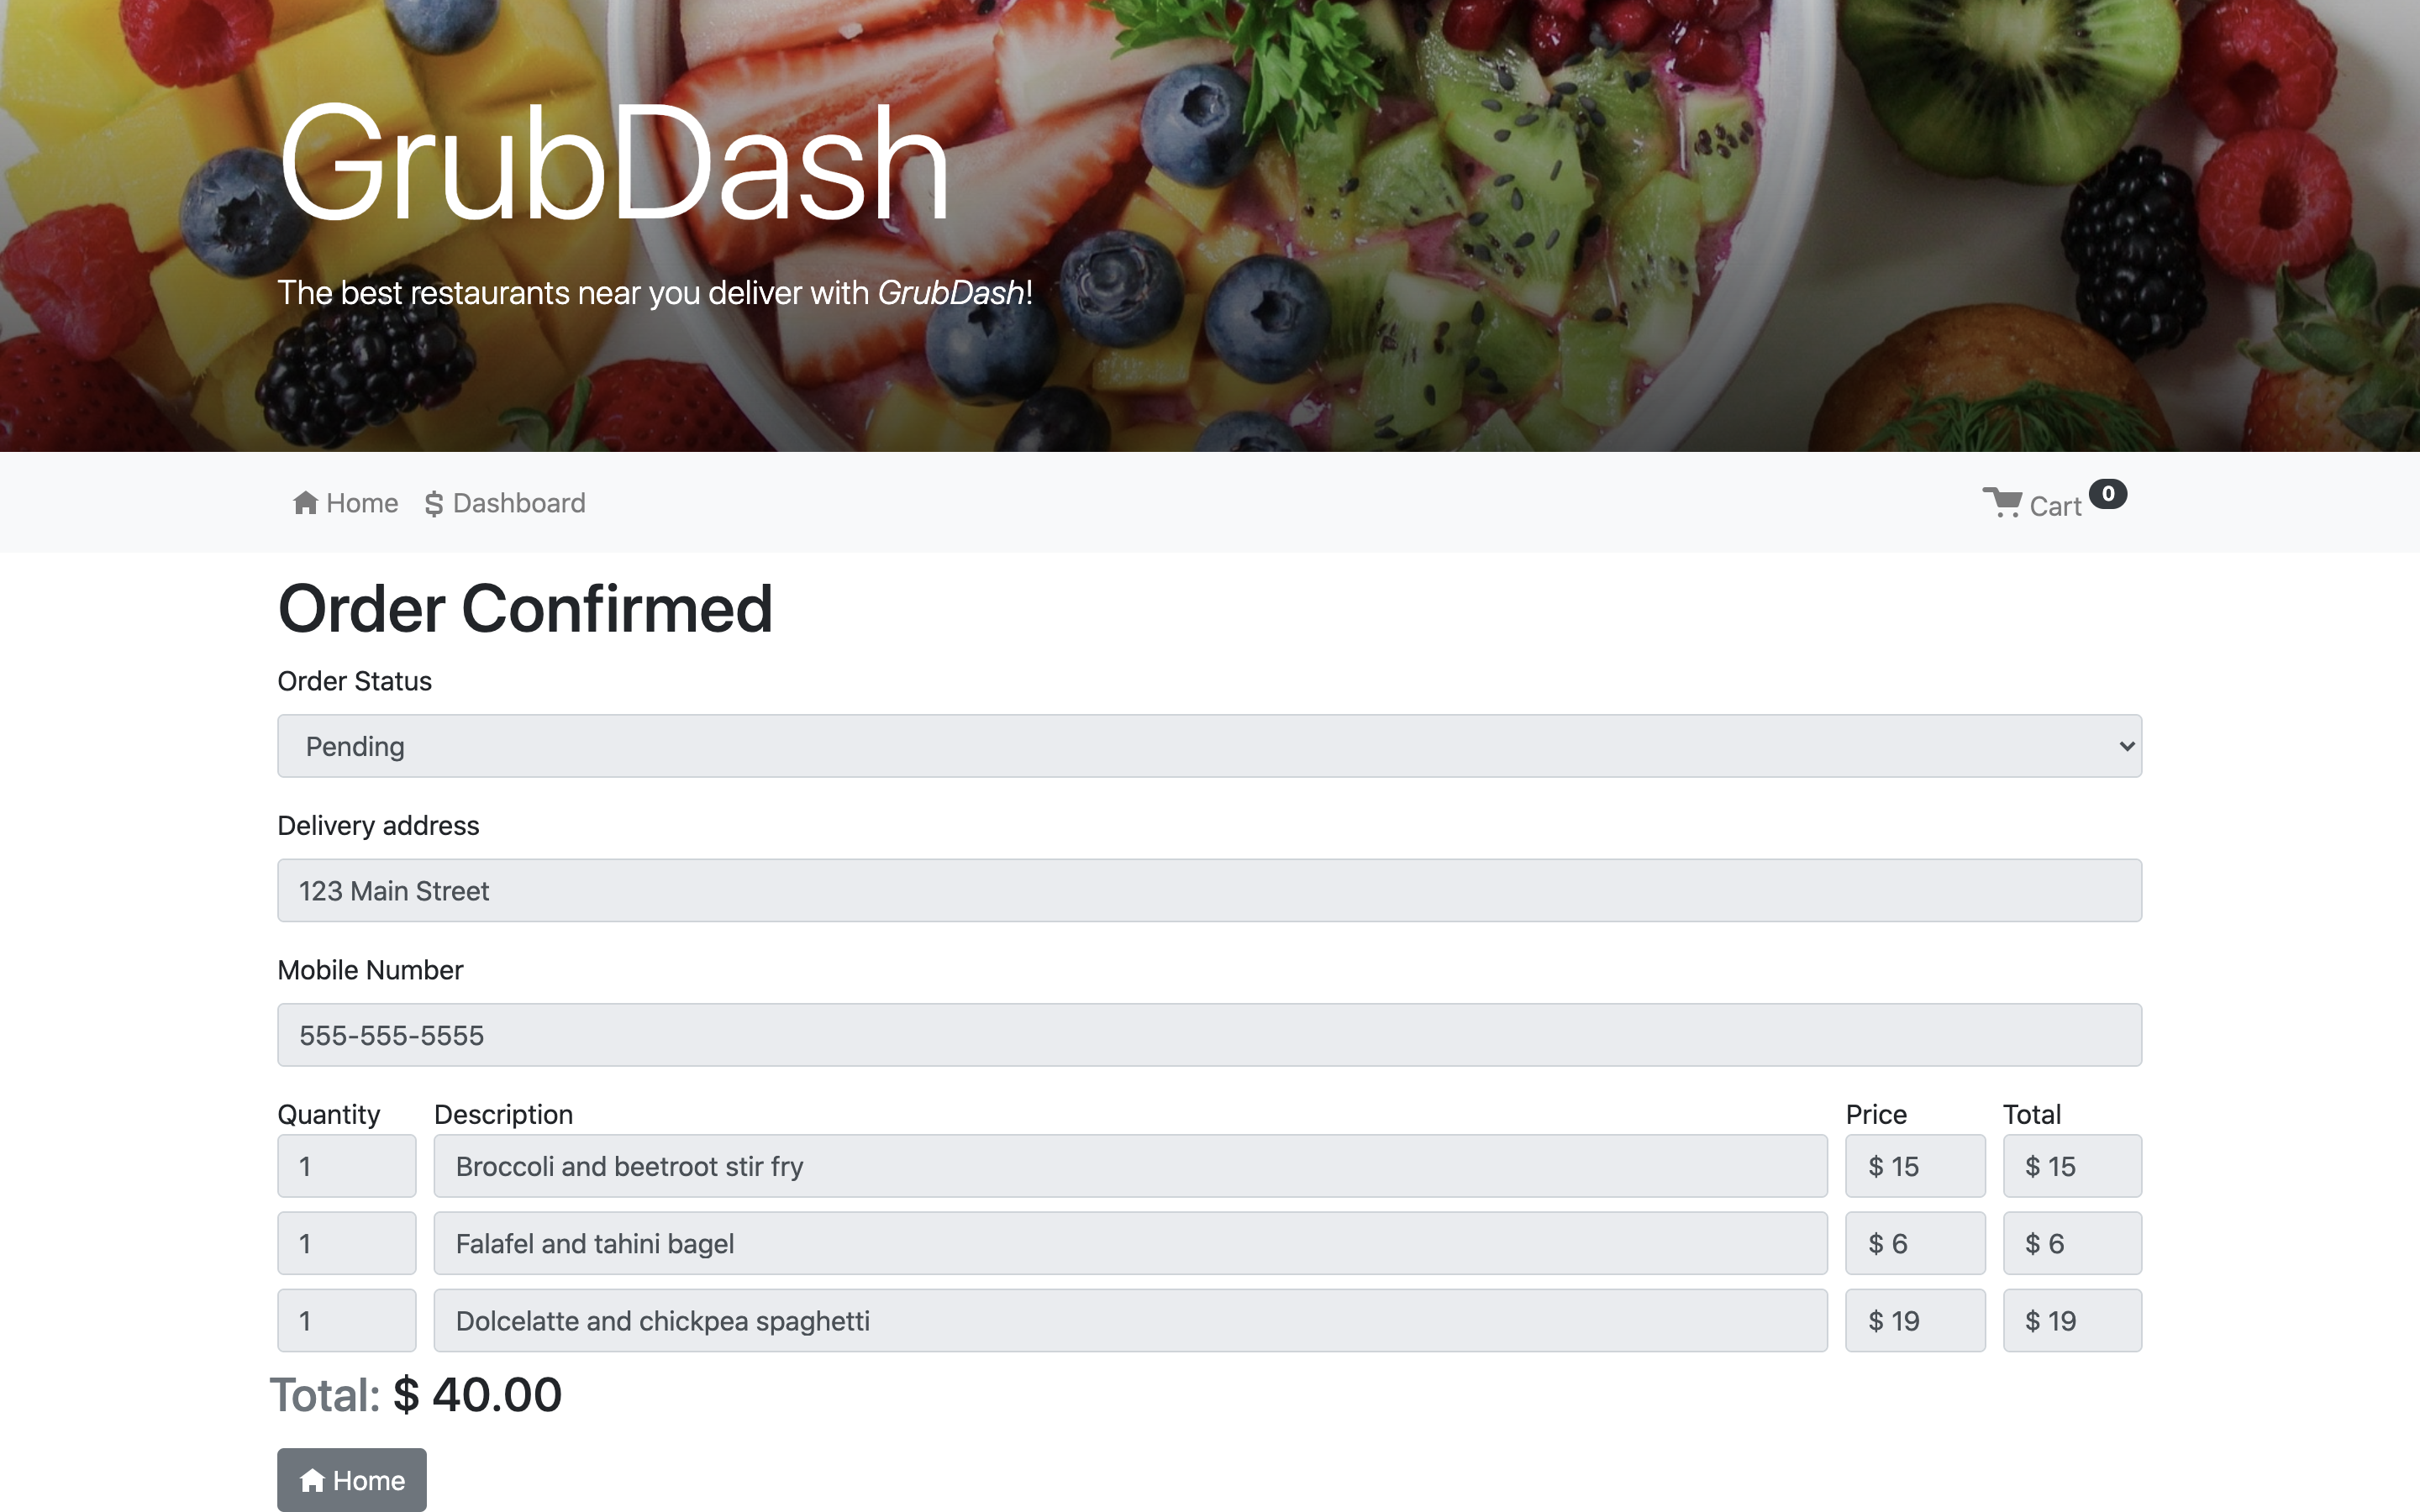 GrubDash
The best restaurants near you deliver with GrubDash!
Home $ Dashboard Cart 0
Order Confirmed
Order Status
Pending
Delivery address
123 Main Street
Mobile Number
555-555-5555
Quantity Description Price Total
1 Broccoli and beetroot stir fry $ 15 $ 15
1 Falafel and tahini bagel $ 6 $ 6
1 Dolcelatte and chickpea spaghetti $ 19 $ 19
Total: $ 40.00
Home